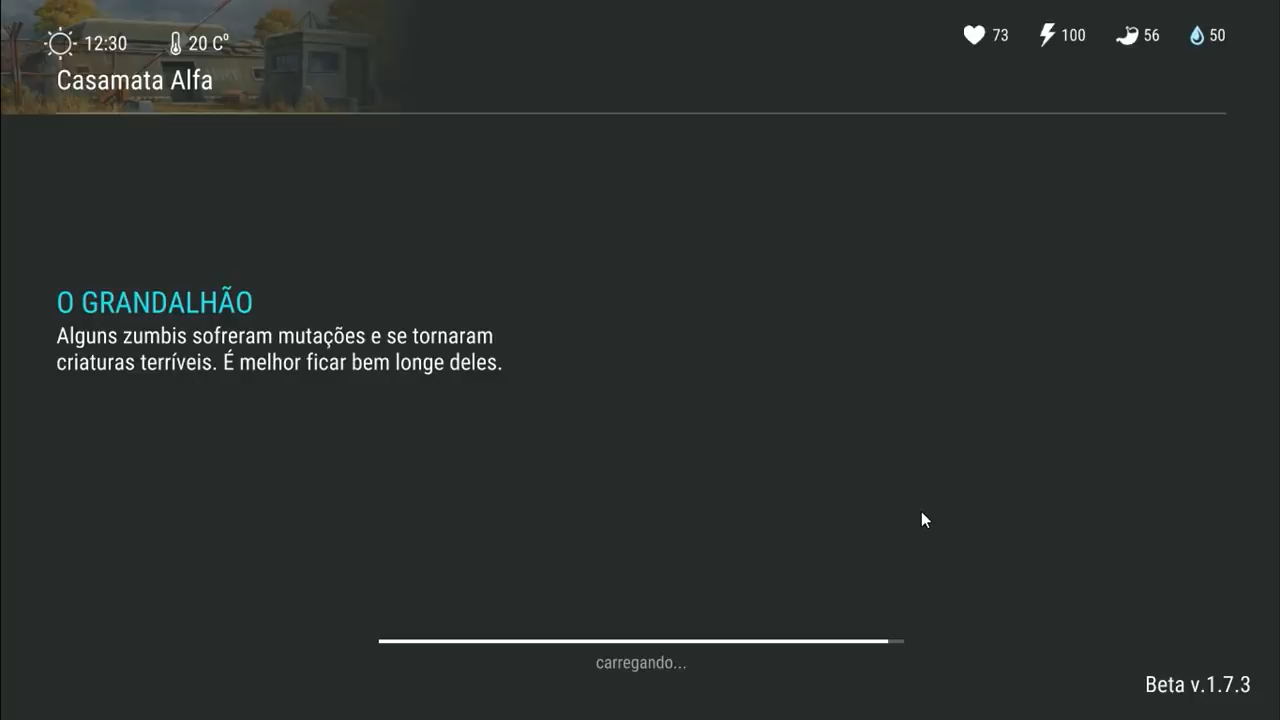 12:30 20 Cº
73 100 56 50
Casamata Alfa
O GRANDALHÃO
Alguns zumbis sofreram mutações e se tornaram
criaturas terríveis. É melhor ficar bem longe deles.
carregando...
Beta v.1.7.3